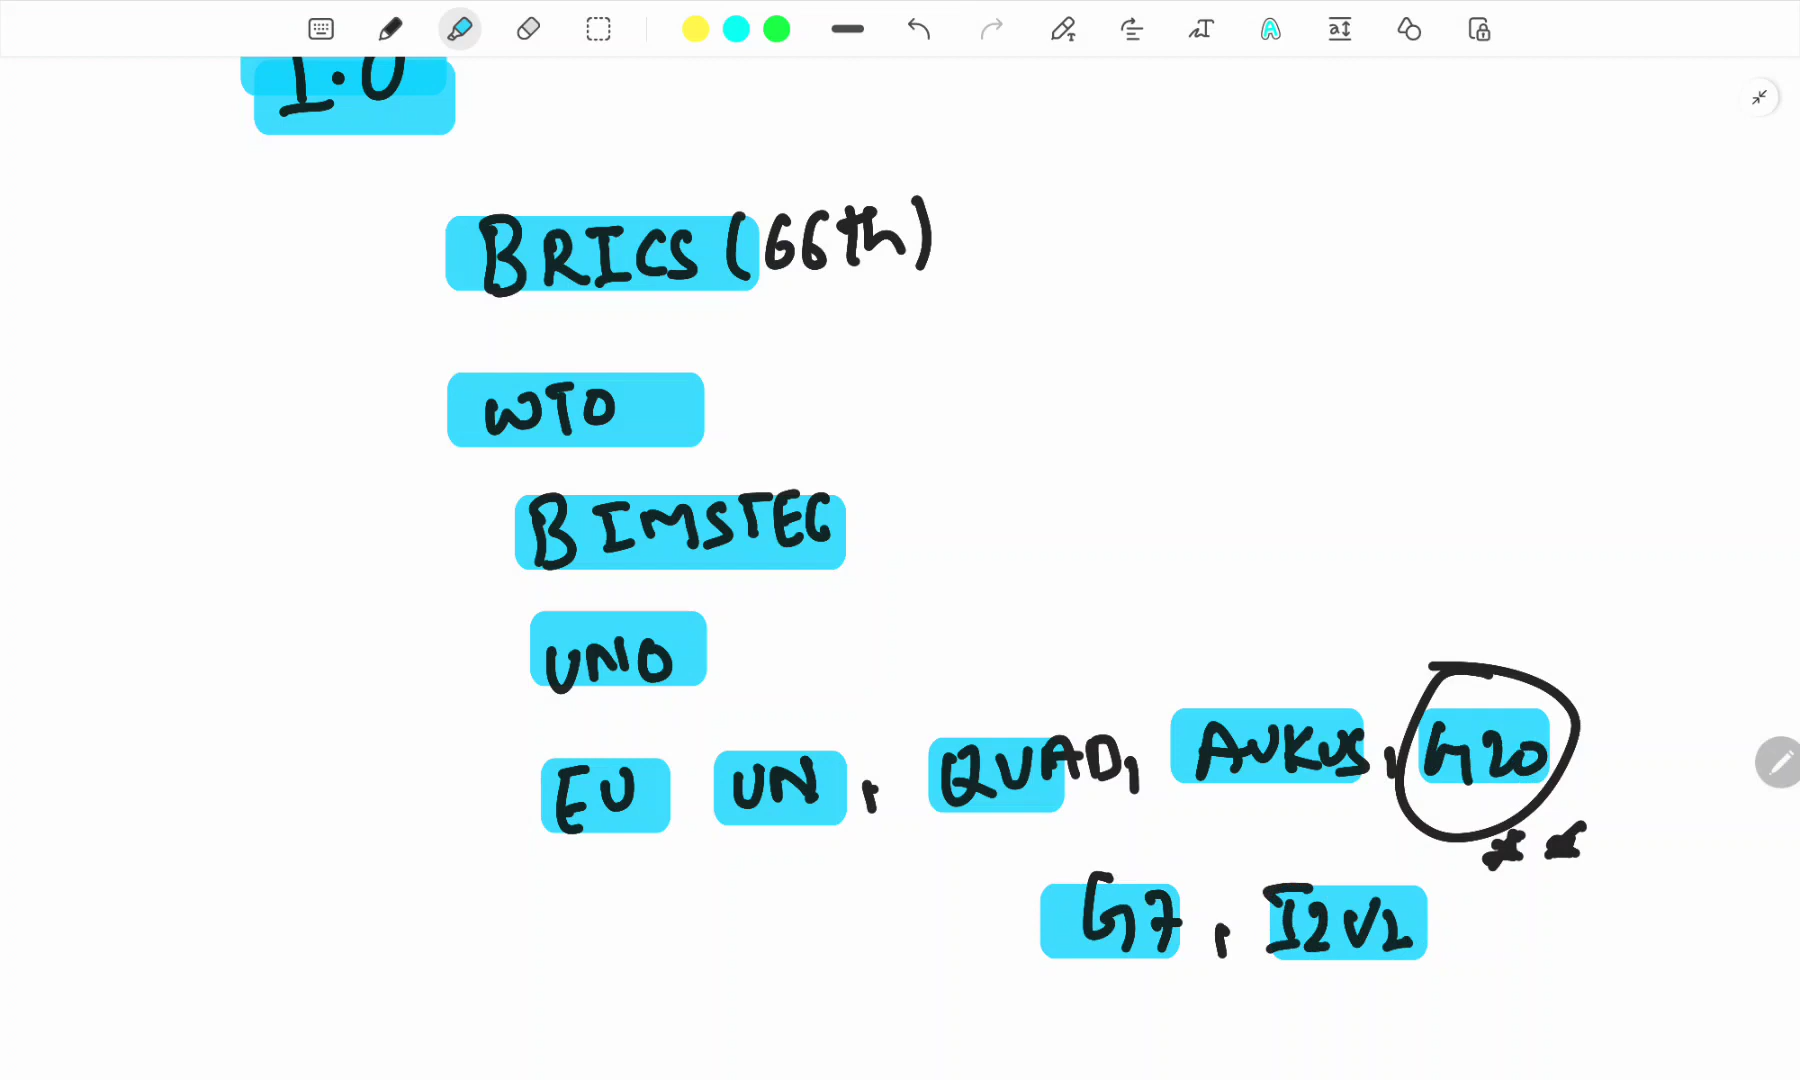 I.O
BRICS (66th)
WTO
BIMSTEC
UNO
EU UN, QUAD, AUKUS, G20
G7, I2U2